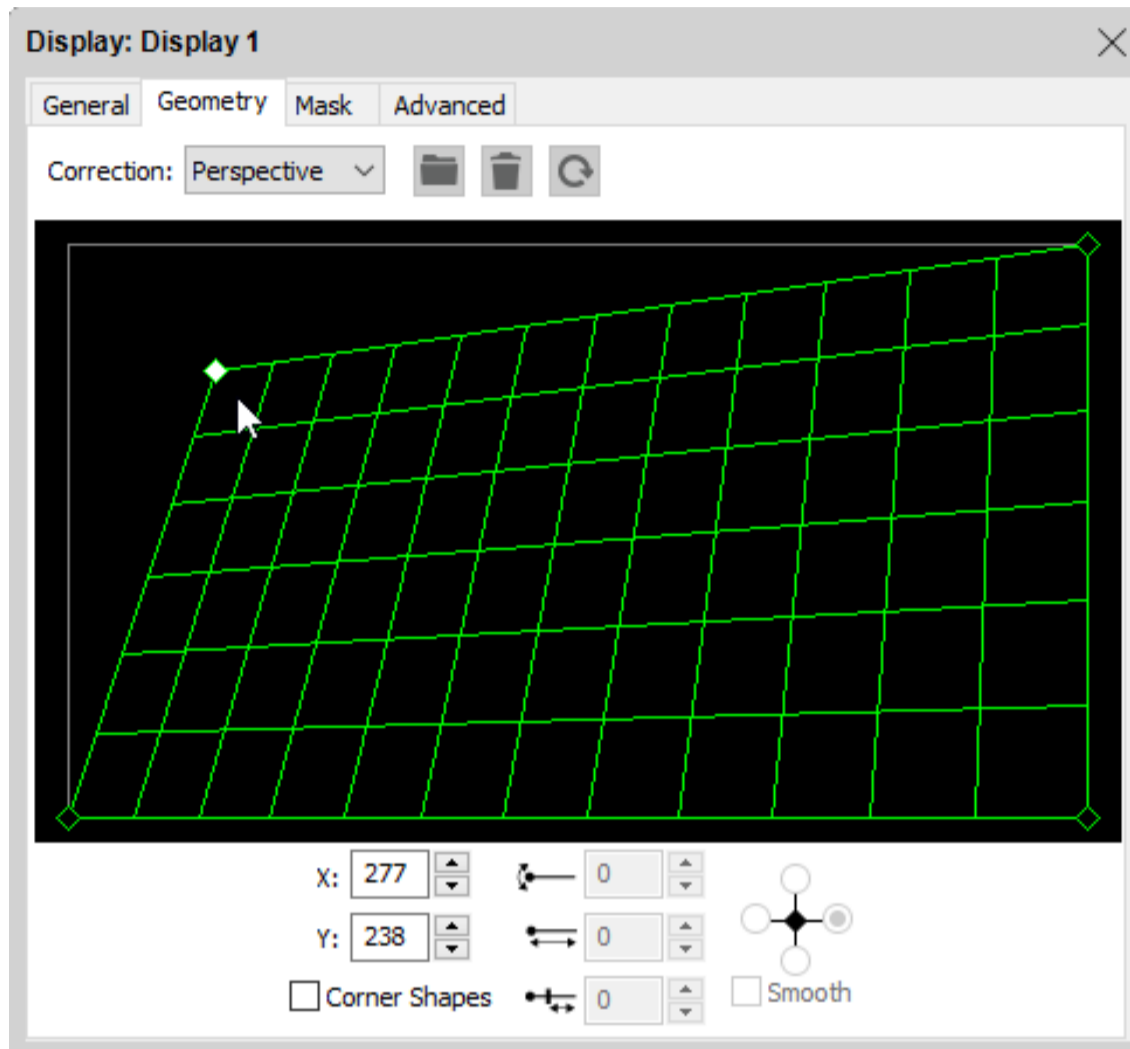 Display: Display 1
General Geometry Mask Advanced
Correction: Perspective
X: 277 0
Y: 238 0
Corner Shapes 0 Smooth